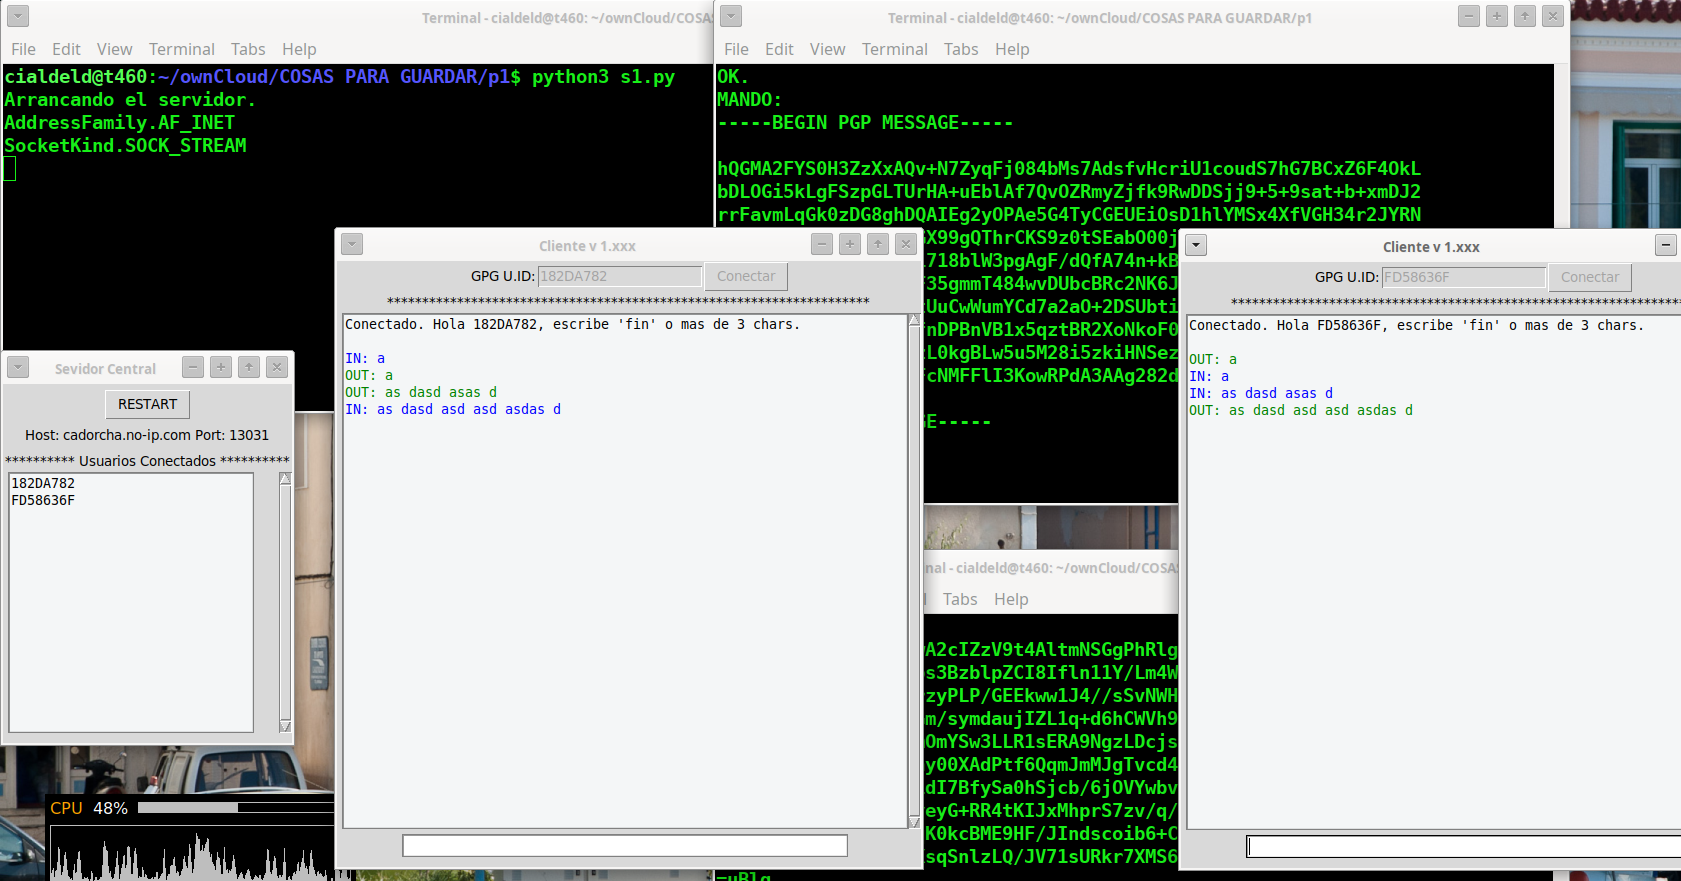 Terminal - cialdeld@t460: ~/ownCloud/COSAS
File Edit View Terminal Tabs Help
cialdeld@t460:~/ownCloud/COSAS PARA GUARDAR/p1$ python3 s1.py
Arrancando el servidor.
AddressFamily.AF_INET
SocketKind.SOCK_STREAM
Terminal - cialdeld@t460: ~/ownCloud/COSAS PARA GUARDAR/p1
File Edit View Terminal Tabs Help
OK.
MANDO:
-----BEGIN PGP MESSAGE-----
hQGMA2FYS0H3ZzXxAQv+N7ZyqFj084bMs7AdsfvHcriU1coudS7hG7BCxZ6F4OkL
bDLOGi5kLgFSzpGLTUrHA+uEblAf7QvOZRmyZjfk9RwDDSjj9+5+9sat+b+xmDJ2
rrFavmLqGk0zDG8ghDQAIEg2yOPAe5G4TyCGEUEiOsD1hlYMSx4XfVGH34r2JYRN
X99gQThrCKS9z0tSEabO00j
718blW3pgAgF/dQfA74n+kB
35gmmT484wvDUbcBRc2NK6J
UuCwWumYCd7a2aO+2DSUbti
nDPBnVB1x5qztBR2XoNkoF0
L0kgBLw5u5M28i5zkiHNSez
cNMFFlI3KowRPdA3AAg282d
E-----
Cliente v 1.xxx
GPG U.ID: 182DA782 Conectar
*********************************************************************
Conectado. Hola 182DA782, escribe 'fin' o mas de 3 chars.
IN: a
OUT: a
OUT: as dasd asas d
IN: as dasd asd asd asdas d
Cliente v 1.xxx
GPG U.ID: FD58636F Conectar
*****************************************************************
Conectado. Hola FD58636F, escribe 'fin' o mas de 3 chars.
OUT: a
IN: a
IN: as dasd asas d
OUT: as dasd asd asd asdas d
Sevidor Central
RESTART
Host: cadorcha.no-ip.com Port: 13031
********** Usuarios Conectados **********
182DA782
FD58636F
nal - cialdeld@t460: ~/ownCloud/COSAS
Tabs Help
A2cIZzV9t4AltmNSGgPhRlg
s3BzblpZCI8Ifln11Y/Lm4W
zyPLP/GEEkww1J4//sSvNWH
m/symdaujIZL1q+d6hCWVh9
OmYSw3LLR1sERA9NgzLDcjs
y00XAdPtf6QqmJmMJgTvcd4
dI7BfySa0hSjcb/6jOVYwbv
eyG+RR4tKIJxMhprS7zv/q/
K0kcBME9HF/JIndscoib6+C
sqSnlzLQ/JV71sURkr7XMS6
CPU 48%